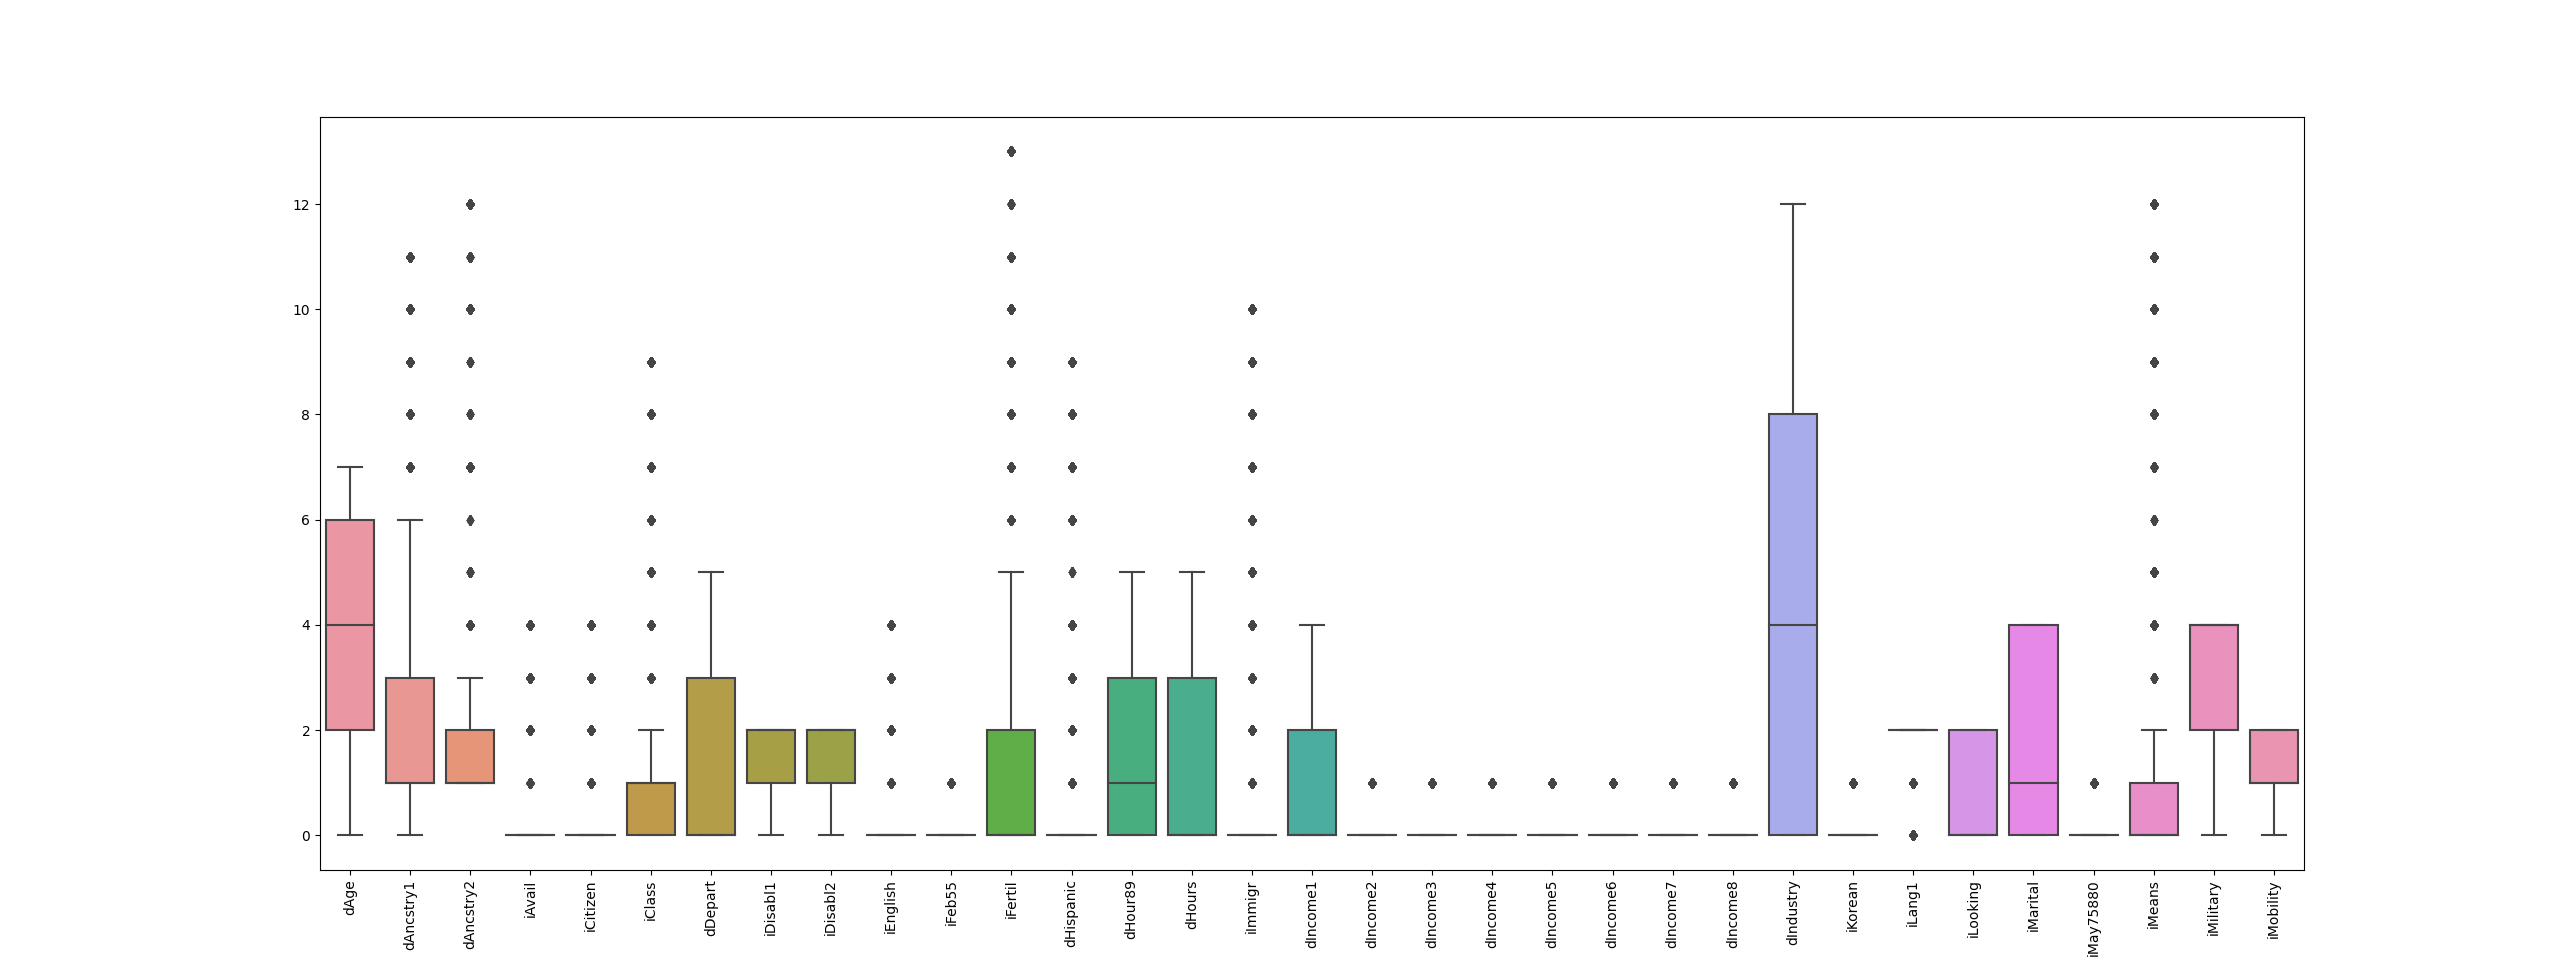 12
10
8
6
4
2
0
dAge
dAncstry1
dAncstry2
iAvail
iCitizen
iClass
dDepart
iDisabl1
iDisabl2
iEnglish
iFeb55
iFertil
dHispanic
dHour89
dHours
iImmigr
dIncome1
dIncome2
dIncome3
dIncome4
dIncome5
dIncome6
dIncome7
dIncome8
dIndustry
iKorean
iLang1
iLooking
iMarital
iMay75880
iMeans
iMilitary
iMobility